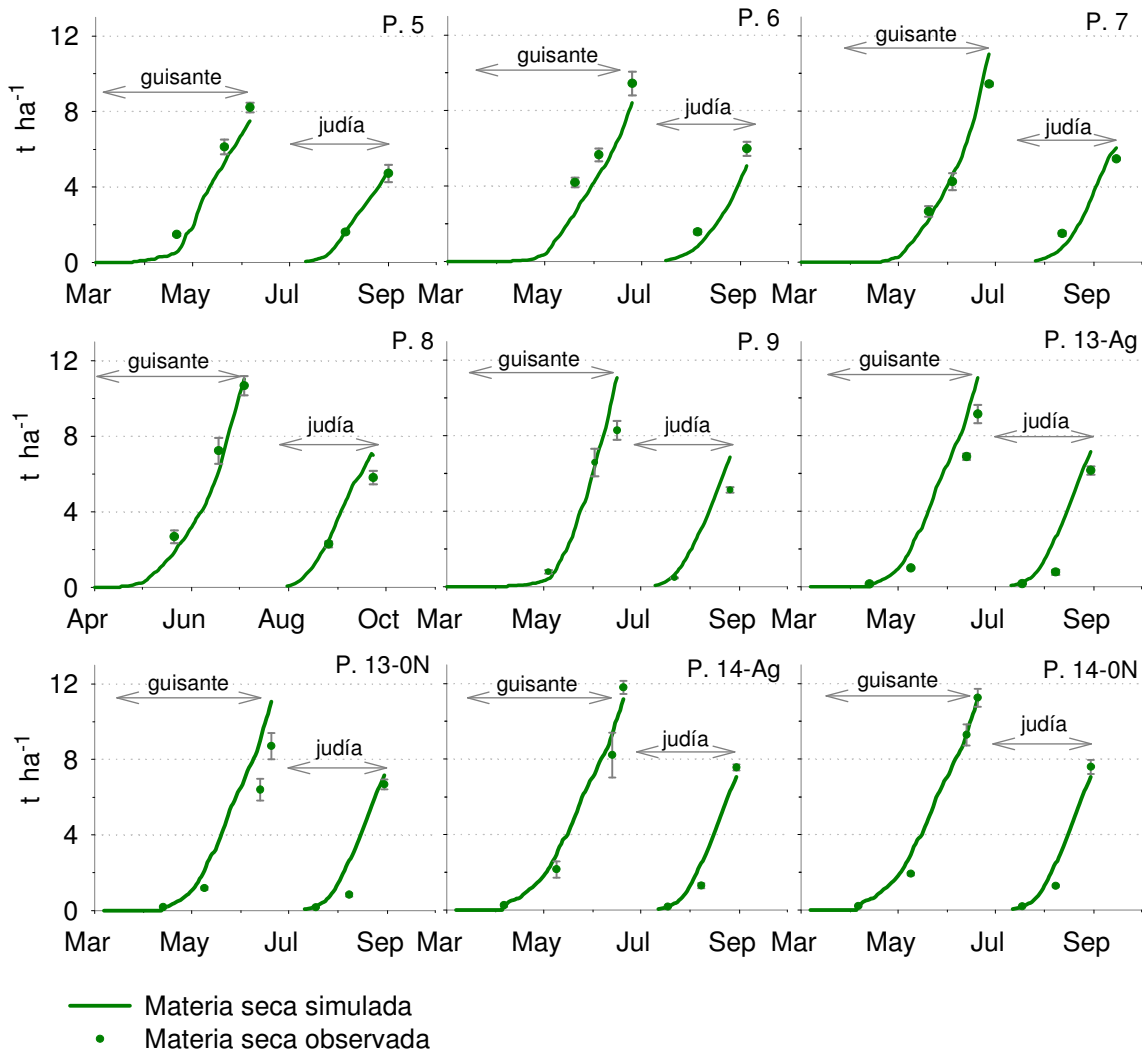 P. 5
P. 6
P. 7
12
8
4
0
t ha-1
guisante
judía
guisante
judía
guisante
judía
Mar May Jul Sep Mar May Jul Sep Mar May Jul Sep
P. 8
P. 9
P. 13-Ag
12
8
4
0
t ha-1
guisante
judía
guisante
judía
guisante
judía
Apr Jun Aug Oct Mar May Jul Sep Mar May Jul Sep
P. 13-0N
P. 14-Ag
P. 14-0N
12
8
4
0
t ha-1
guisante
judía
guisante
judía
guisante
judía
Mar May Jul Sep Mar May Jul Sep Mar May Jul Sep
Materia seca simulada
Materia seca observada